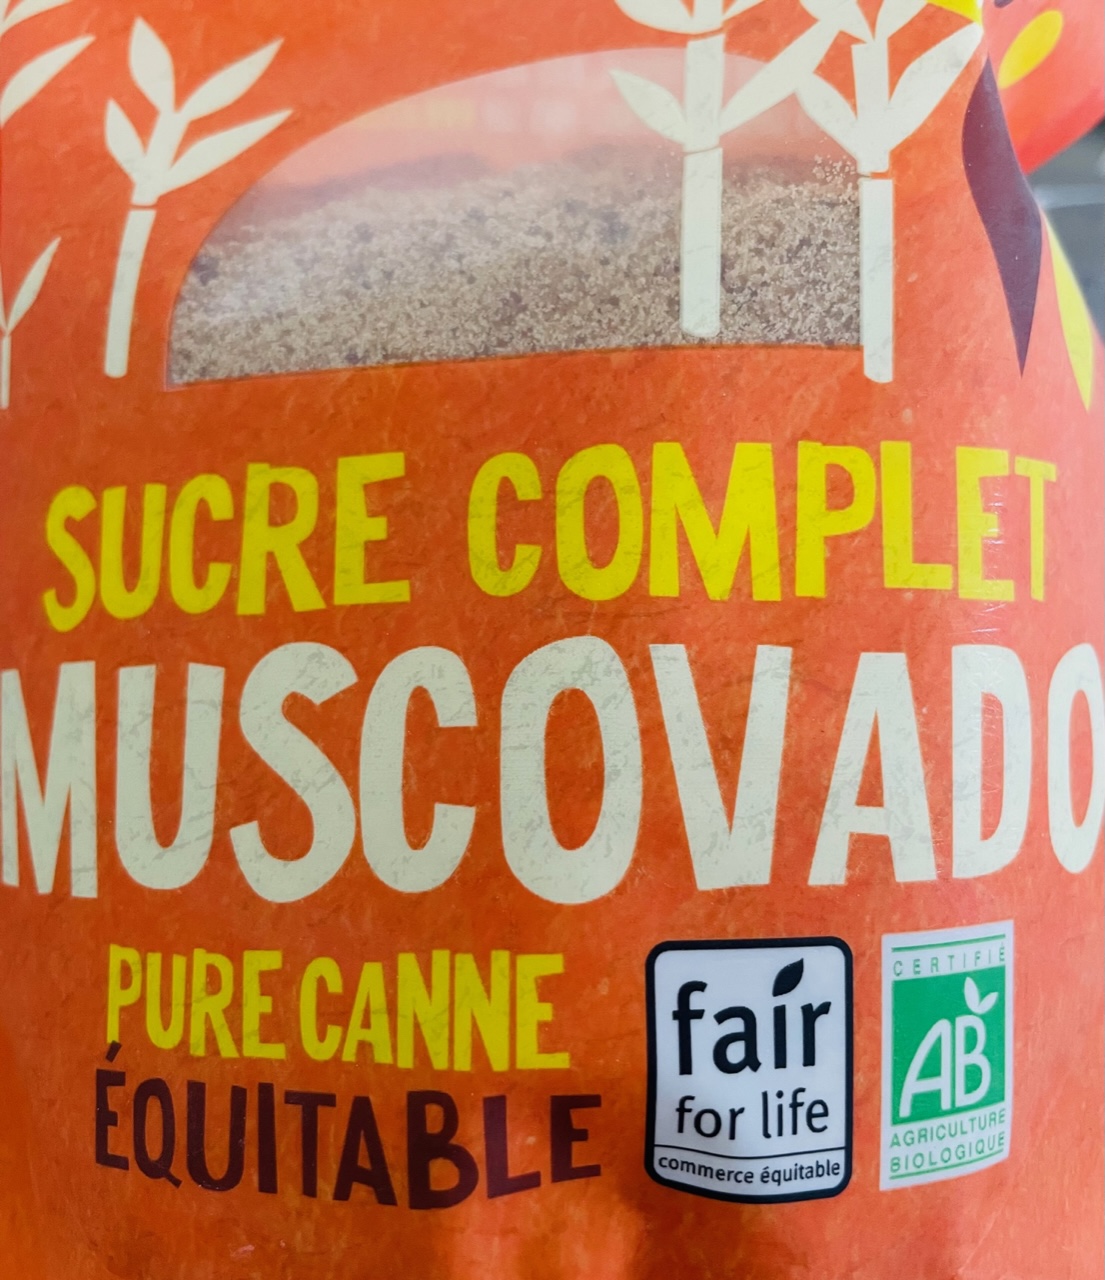 SUCRE COMPLET
MUSCOVADO
PURE CANNE
ÉQUITABLE
fair
for life
commerce équitable
CERTIFIÉ
AB
AGRICULTURE
BIOLOGIQUE